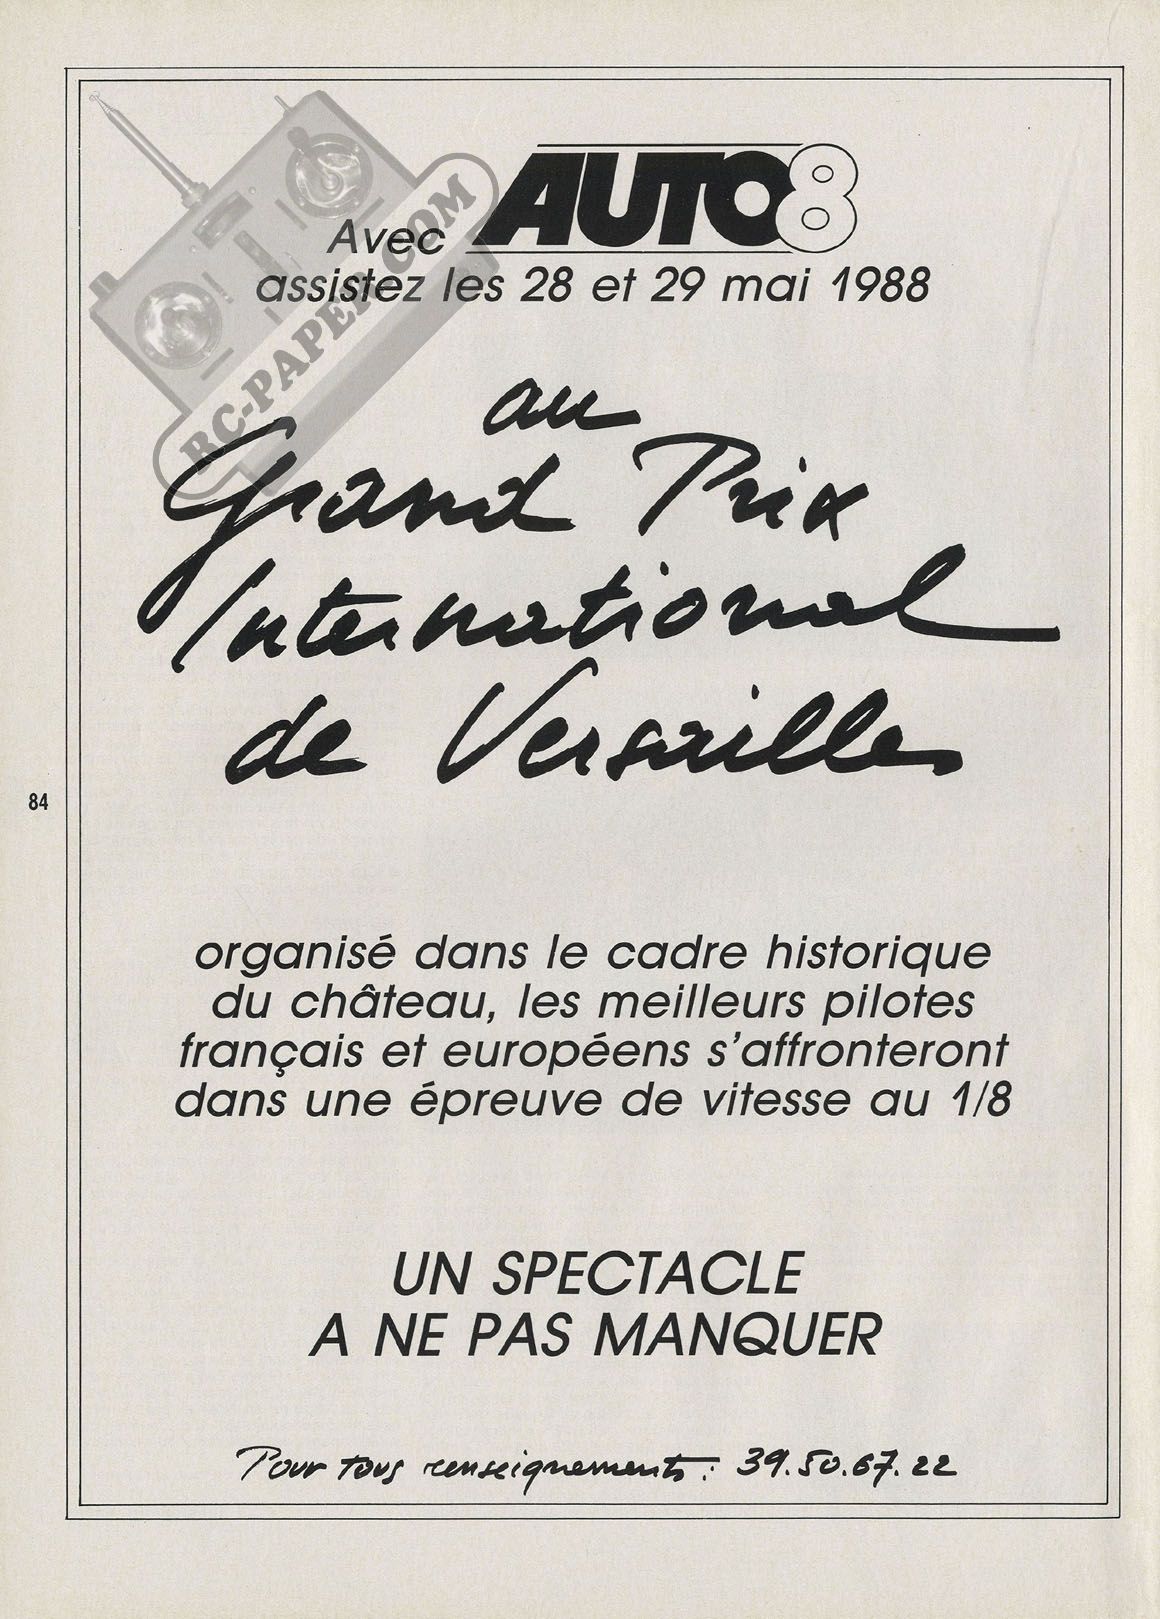 Avec AUTO8
assistez les 28 et 29 mai 1988
au
Grand Prix
International
de Versailles
84
organisé dans le cadre historique
du château, les meilleurs pilotes
français et européens s'affronteront
dans une épreuve de vitesse au 1/8
UN SPECTACLE
A NE PAS MANQUER
Pour tous renseignements : 39.50.67.22
RC-PAPER.COM